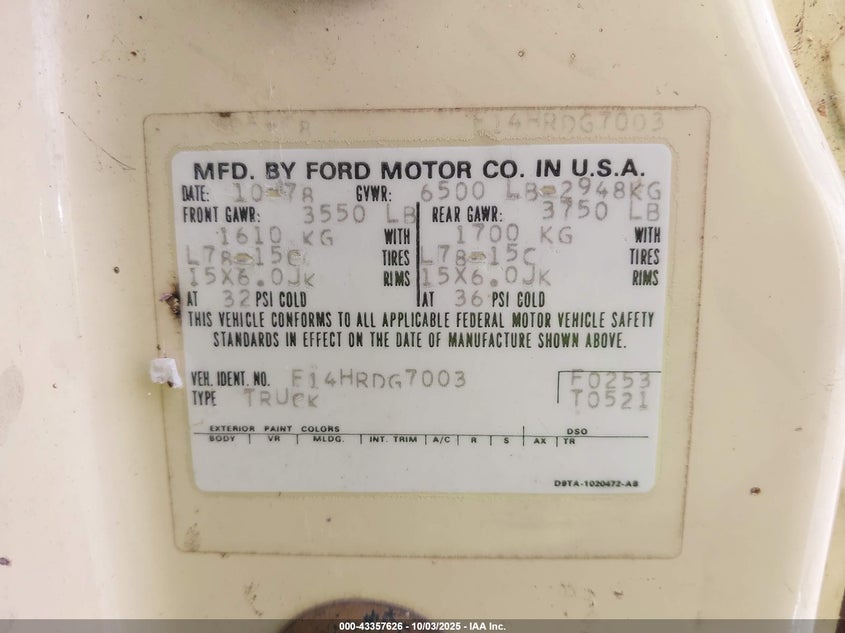 F14HRDG7003
MFD. BY FORD MOTOR CO. IN U.S.A.
DATE: 10-78 GVWR: 6500 LB-2948KG
FRONT GAWR: 3550 LB REAR GAWR: 3750 LB
1610 KG WITH 1700 KG WITH
L78-15C TIRES L78-15C TIRES
15X6.0JK RIMS 15X6.0JK RIMS
AT 32 PSI COLD AT 36 PSI COLD
THIS VEHICLE CONFORMS TO ALL APPLICABLE FEDERAL MOTOR VEHICLE SAFETY
STANDARDS IN EFFECT ON THE DATE OF MANUFACTURE SHOWN ABOVE.
VEH. IDENT. NO. F14HRDG7003 F0253
TYPE TRUCK T0521
EXTERIOR PAINT COLORS DSO
BODY VR MLDG. INT. TRIM A/C R S AX TR
D9TA-1020472-AB
000-43357626 - 10/03/2025 - IAA Inc.